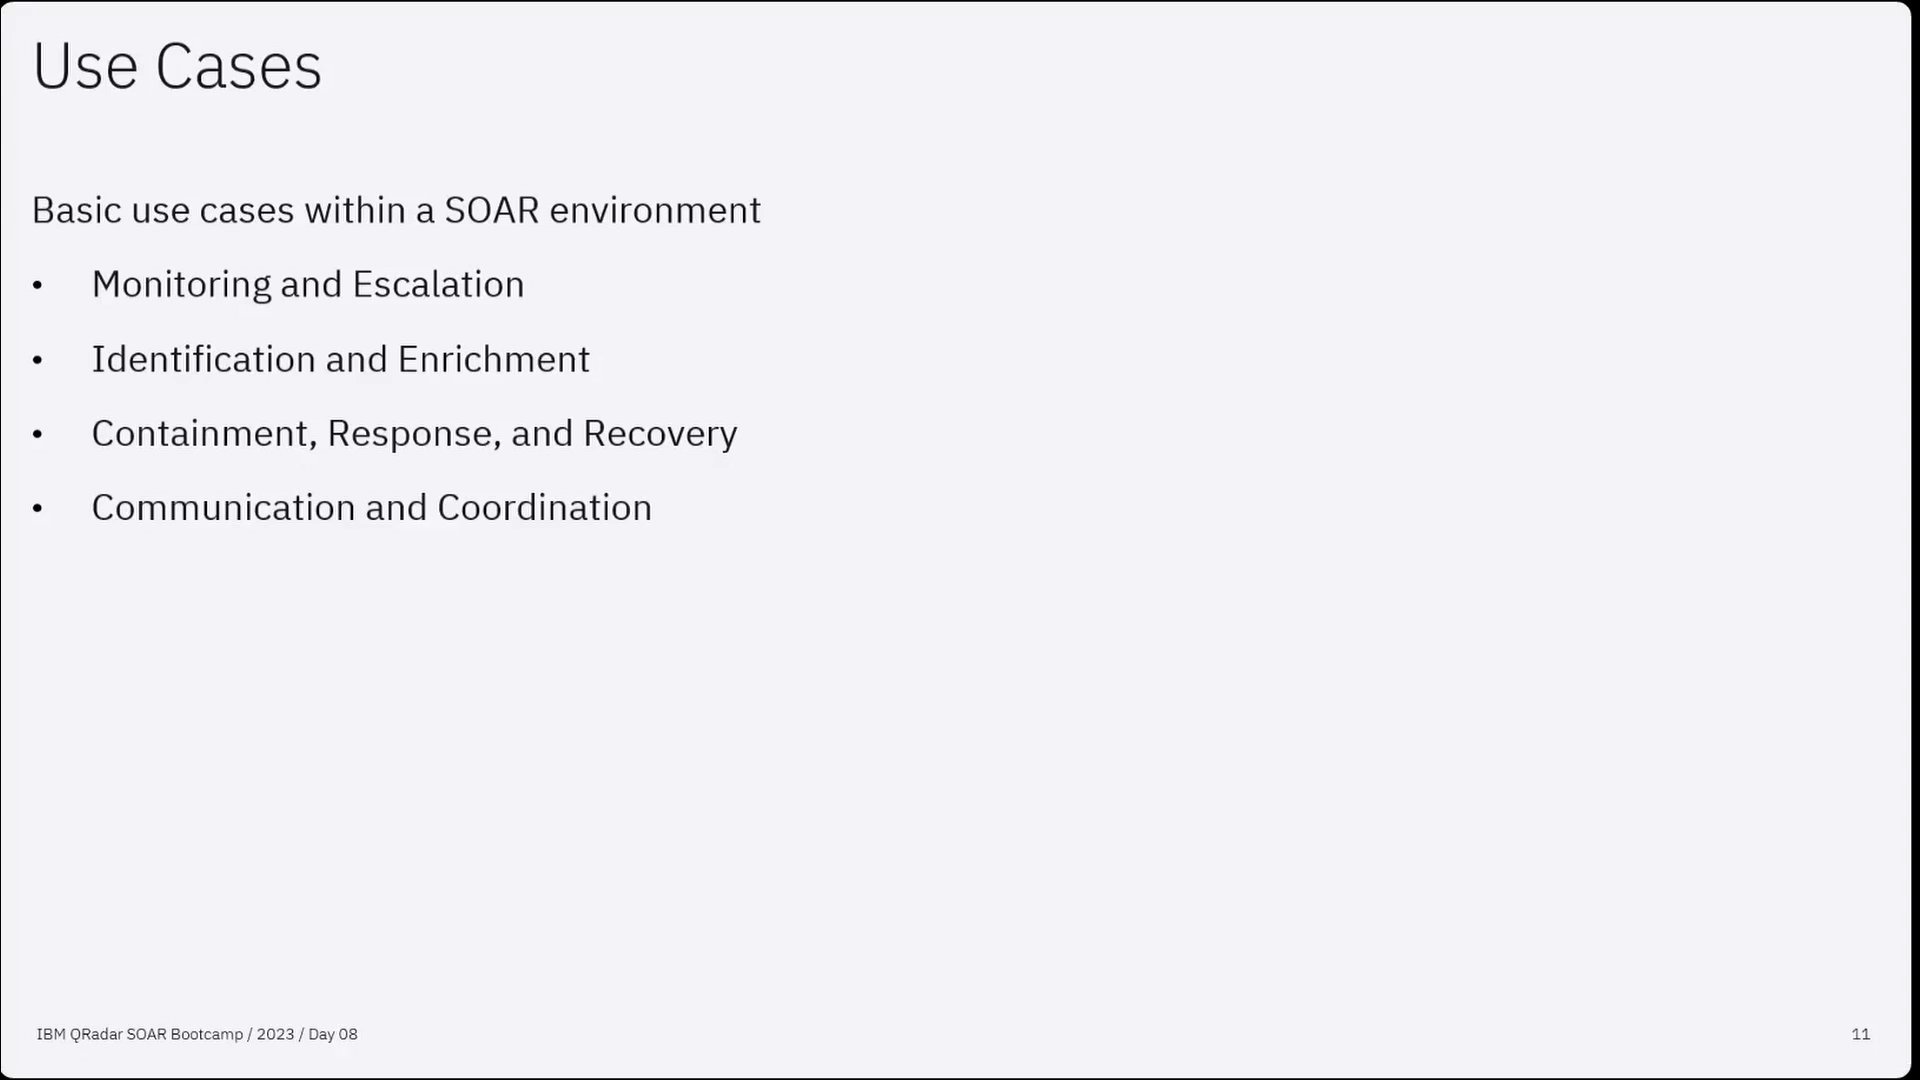 Use Cases
Basic use cases within a SOAR environment
• Monitoring and Escalation
• Identification and Enrichment
• Containment, Response, and Recovery
• Communication and Coordination
IBM QRadar SOAR Bootcamp / 2023 / Day 08
11